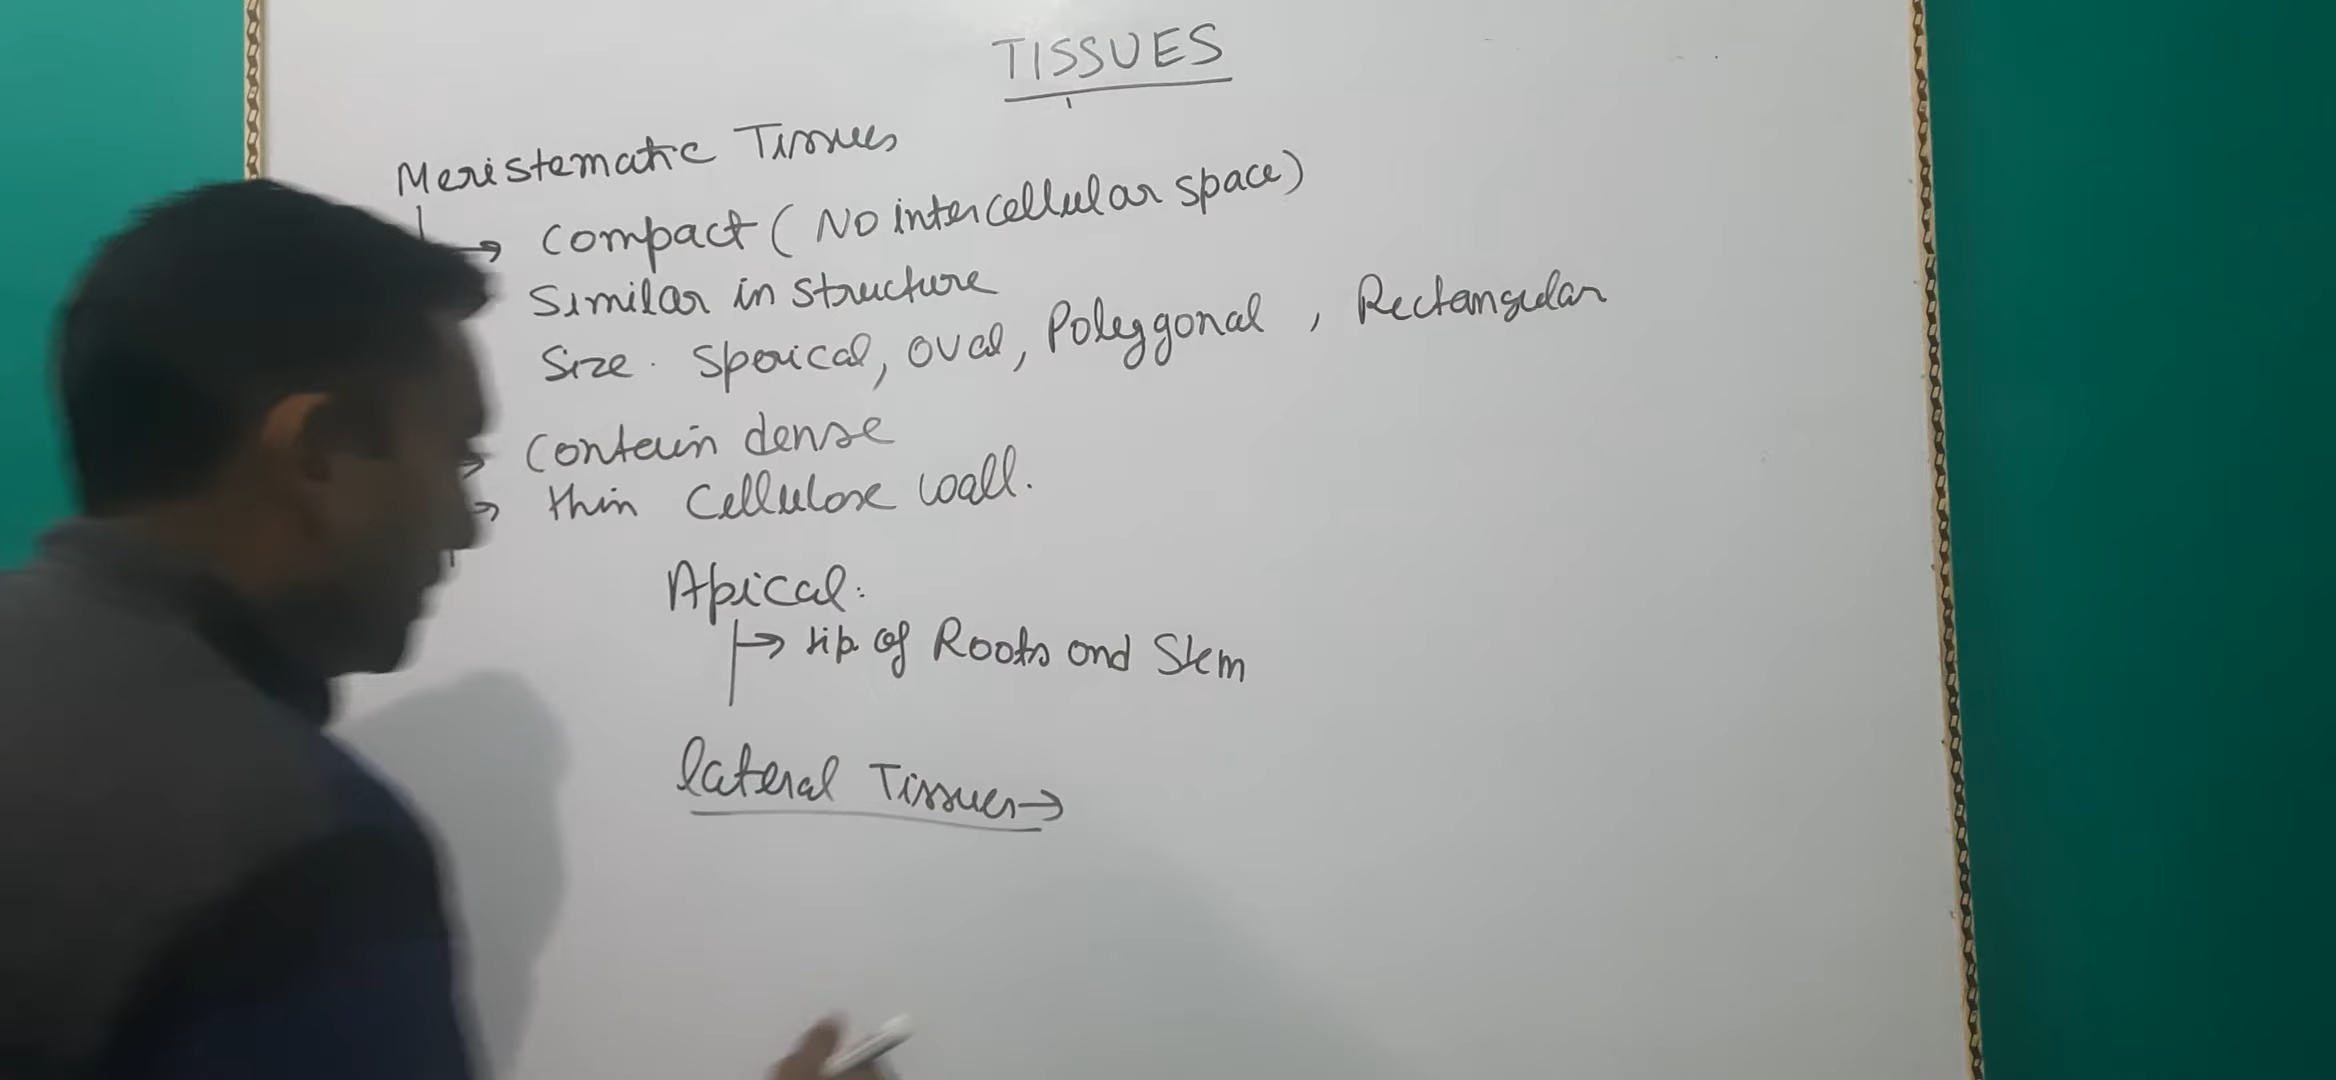 TISSUES
Meristematic Tissues
→ Compact ( No intercellular space)
Similar in structure
Size. Sperical, oval, Polygonal , Rectangular
→ Contain dense
→ thin Cellulose wall.
Apical:
→ tip of Roots and Stem
lateral Tissues→